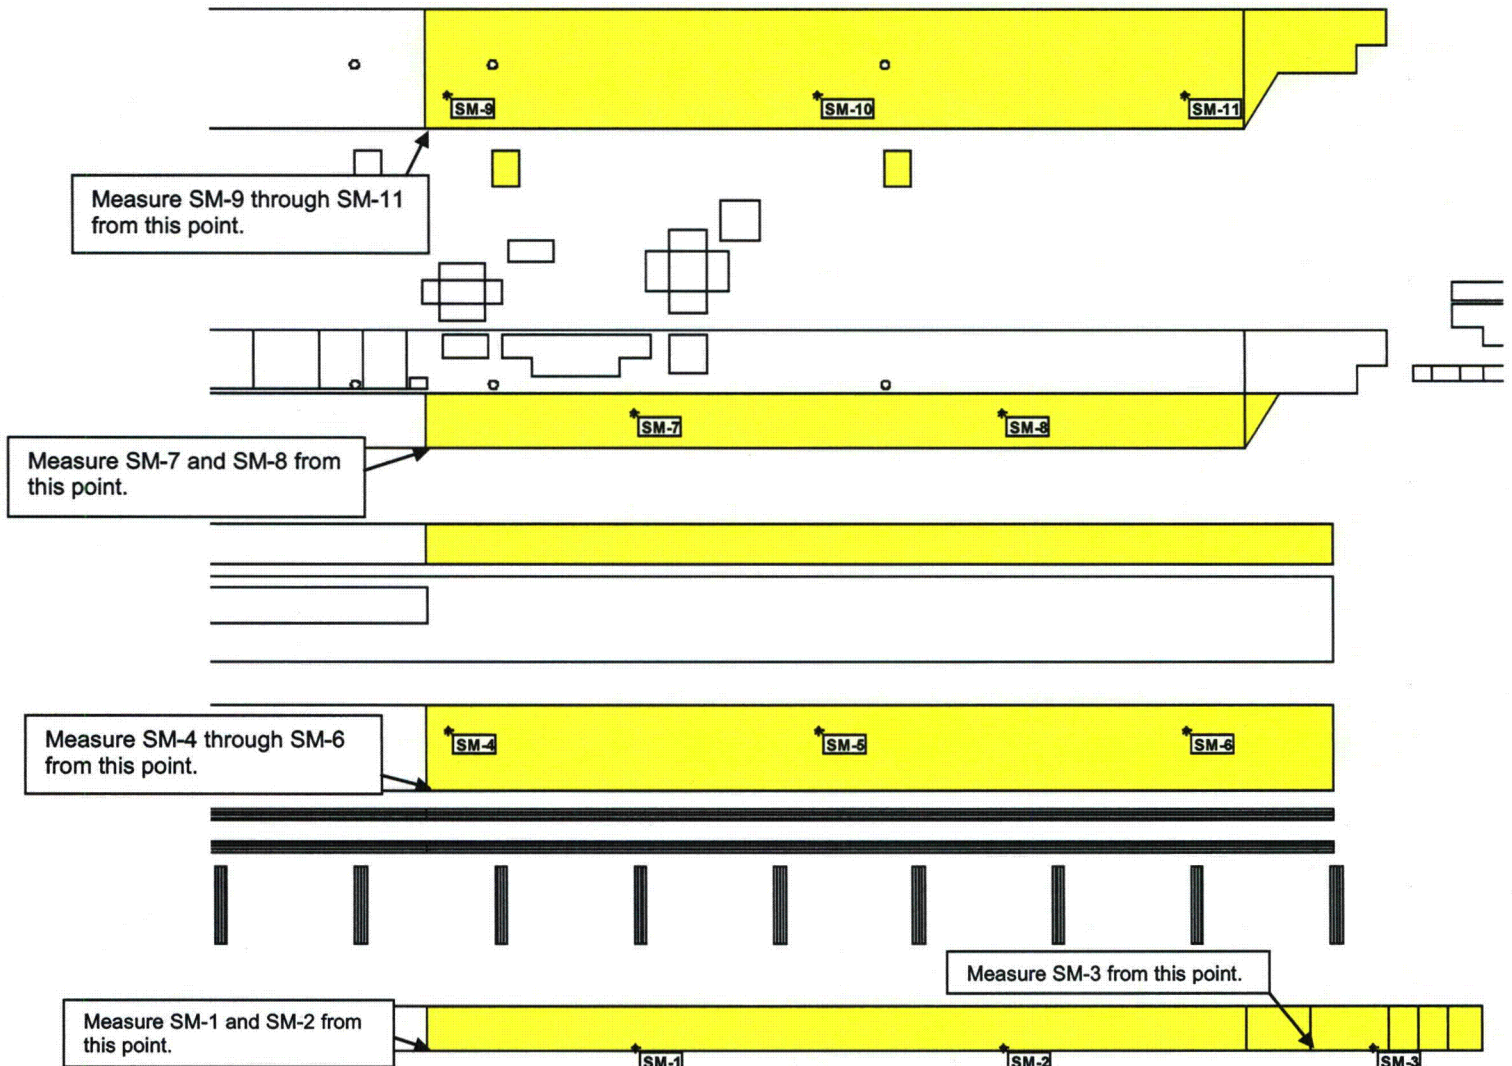 SM-9
SM-10
SM-11
Measure SM-9 through SM-11
from this point.
SM-7
SM-8
Measure SM-7 and SM-8 from
this point.
Measure SM-4 through SM-6
from this point.
SM-4
SM-5
SM-6
Measure SM-3 from this point.
Measure SM-1 and SM-2 from
this point.
SM-1
SM-2
SM-3